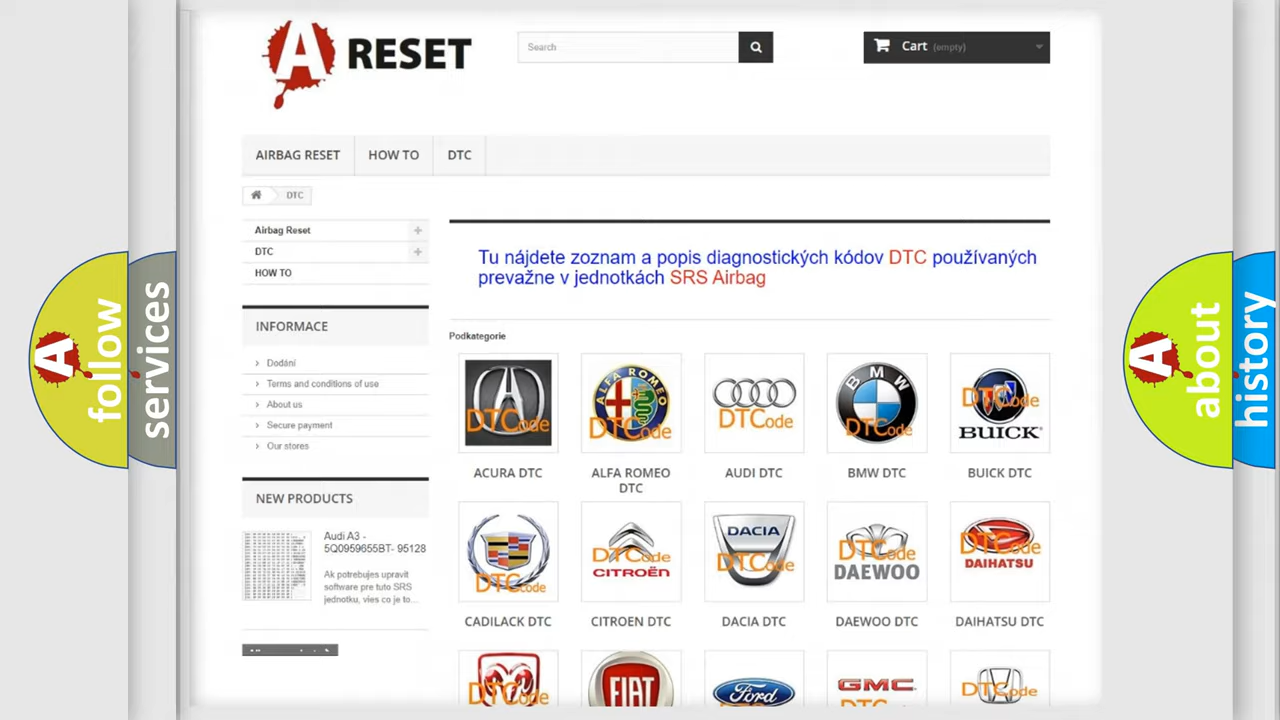 A RESET
Search
Cart (empty)
AIRBAG RESET
HOW TO
DTC
DTC
Airbag Reset
DTC
HOW TO
INFORMACE
Dodání
Terms and conditions of use
About us
Secure payment
Our stores
NEW PRODUCTS
Audi A3 -
5Q0959655BT- 95128
Ak potrebujes upravit
software pre tuto SRS
jednotku, vies co je to...
Tu nájdete zoznam a popis diagnostických kódov DTC používaných
prevažne v jednotkách SRS Airbag
Podkategorie
DTCode
ALFA ROMEO
DTCode
DTCode
BMW
DTCode
DTCode
BUICK
ACURA DTC
ALFA ROMEO
DTC
AUDI DTC
BMW DTC
BUICK DTC
DTCode
DTCode
CITROËN
DACIA
DTCode
DTCode
DAEWOO
DTCode
DAIHATSU
CADILACK DTC
CITROEN DTC
DACIA DTC
DAEWOO DTC
DAIHATSU DTC
DTCode
FIAT
Ford
GMC
DTCode
A follow
services
A about
history